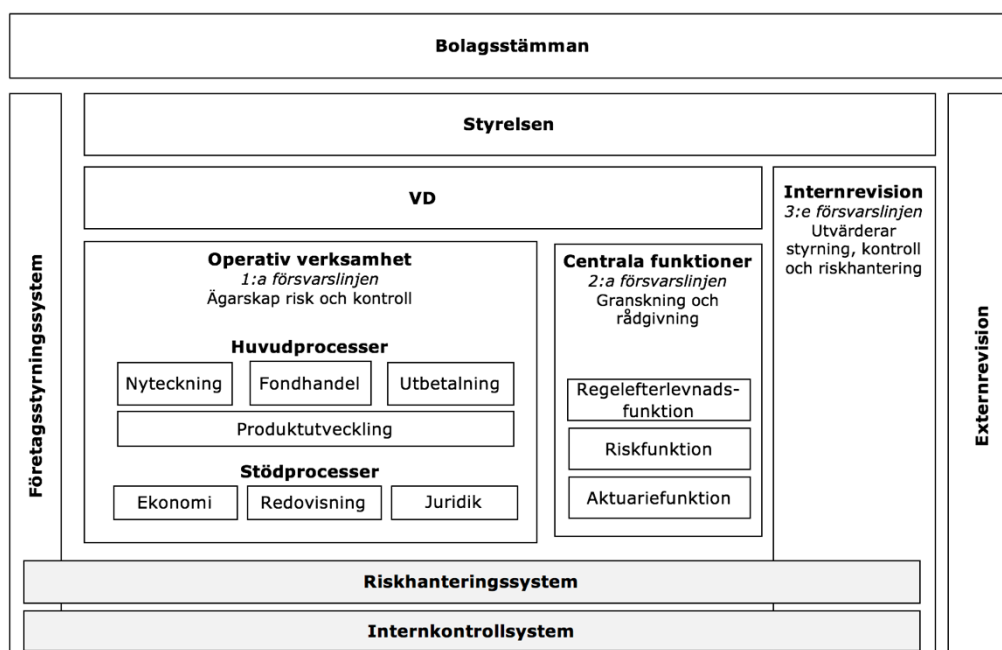 Bolagsstämman
Företagsstyrningssystem
Styrelsen
VD
Operativ verksamhet
1:a försvarslinjen
Ägarskap risk och kontroll
Huvudprocesser
Nyteckning
Fondhandel
Utbetalning
Produktutveckling
Stödprocesser
Ekonomi
Redovisning
Juridik
Centrala funktioner
2:a försvarslinjen
Granskning och
rådgivning
Regelefterlevnads-
funktion
Riskfunktion
Aktuariefunktion
Internrevision
3:e försvarslinjen
Utvärderar
styrning, kontroll
och riskhantering
Externrevision
Riskhanteringssystem
Internkontrollsystem